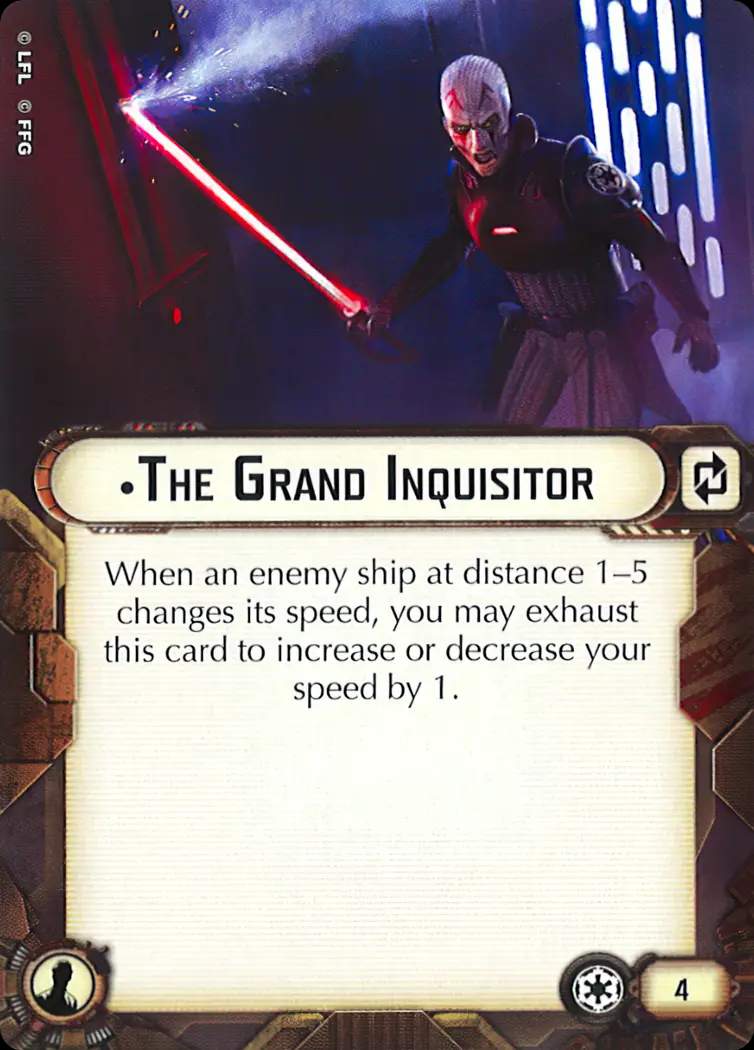 © LFL © FFG
•The Grand Inquisitor
When an enemy ship at distance 1–5
changes its speed, you may exhaust
this card to increase or decrease your
speed by 1.
4